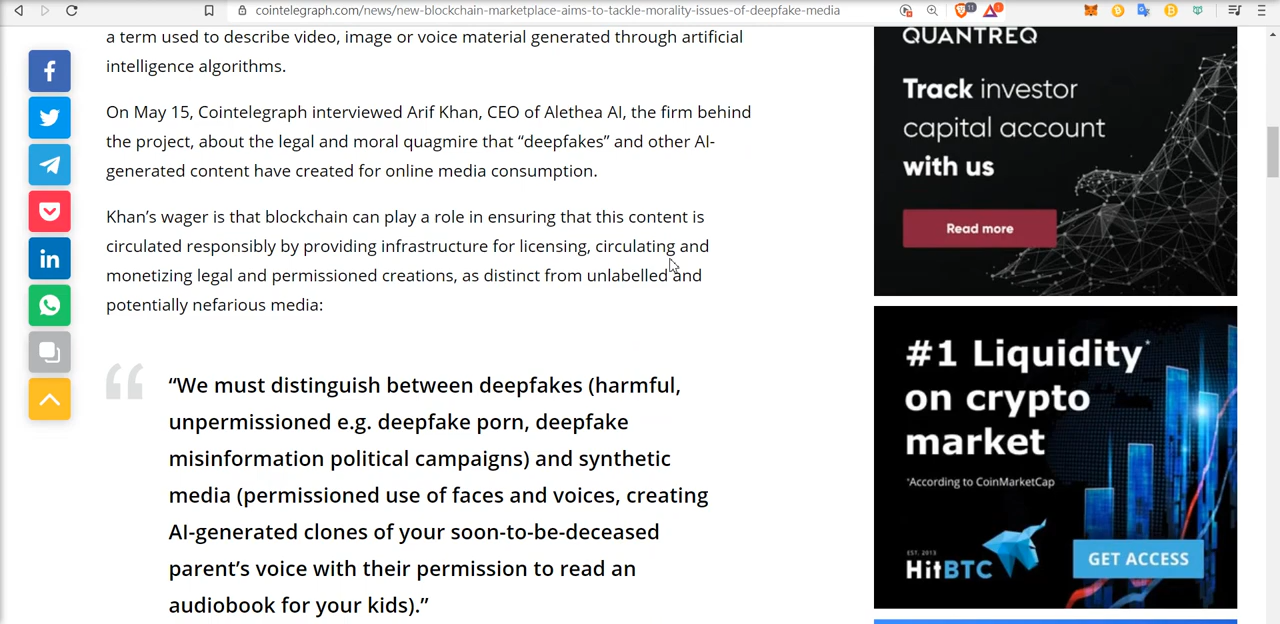 cointelegraph.com/news/new-blockchain-marketplace-aims-to-tackle-morality-issues-of-deepfake-media
11
a term used to describe video, image or voice material generated through artificial
intelligence algorithms.
On May 15, Cointelegraph interviewed Arif Khan, CEO of Alethea AI, the firm behind
the project, about the legal and moral quagmire that “deepfakes” and other AI-
generated content have created for online media consumption.
Khan’s wager is that blockchain can play a role in ensuring that this content is
circulated responsibly by providing infrastructure for licensing, circulating and
monetizing legal and permissioned creations, as distinct from unlabelled and
potentially nefarious media:
“We must distinguish between deepfakes (harmful,
unpermissioned e.g. deepfake porn, deepfake
misinformation political campaigns) and synthetic
media (permissioned use of faces and voices, creating
AI-generated clones of your soon-to-be-deceased
parent’s voice with their permission to read an
audiobook for your kids).”
QUANTREQ
Track investor
capital account
with us
Read more
#1 Liquidity*
on crypto
market
*According to CoinMarketCap
EST. 2013
HitBTC
GET ACCESS